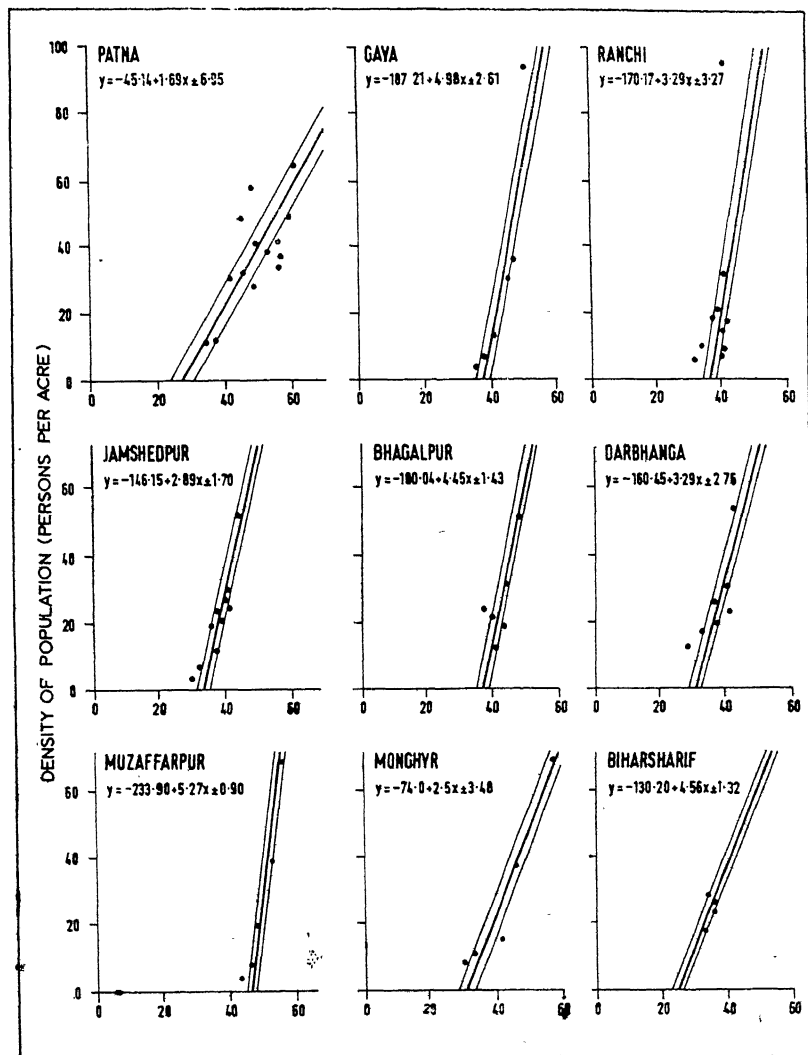 DENSITY OF POPULATION (PERSONS PER ACRE)
PATNA
y=-45·14+1·69x±6·95
100
80
60
40
20
0
0 20 40 60
GAYA
y=-187 21+4·98x±2·61
0 20 40 60
RANCHI
y=-170·17+3·29x±3·27
0 20 40 60
JAMSHEDPUR
y=-146·15+2·89x±1·70
60
40
20
0
0 20 40 60
BHAGALPUR
y=-180·04+4·45x±1·43
0 20 40 60
DARBHANGA
y=-160·45+3·29x±2 76
0 20 40 60
MUZAFFARPUR
y=-233·90+5·27x±0·90
60
40
20
.0
0 20 40 60
MONGHYR
y=-74·0+2·5x±3·48
0 20 40 60
BIHARSHARIF
y=-130·20+4·56x±1·32
0 20 40 60